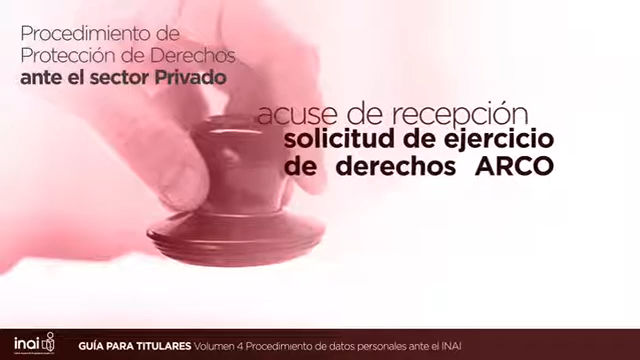 Procedimiento de
Protección de Derechos
ante el sector Privado
acuse de recepción
solicitud de ejercicio
de derechos ARCO
inai
GUÍA PARA TITULARES Volumen 4 Procedimiento de datos personales ante el INAI